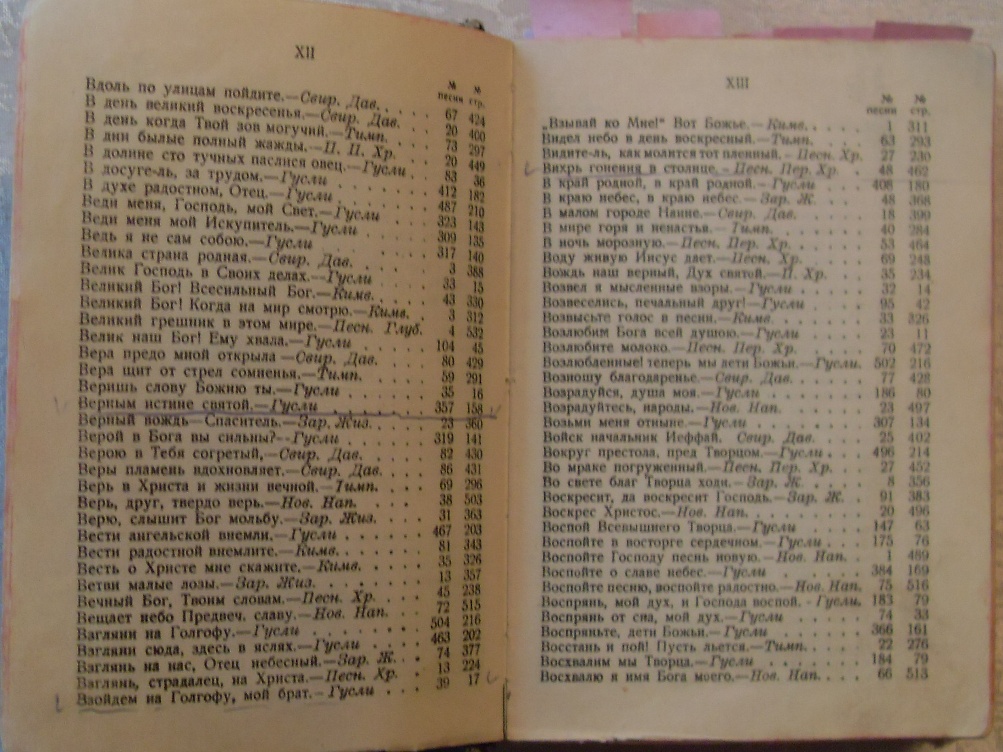 XII
№ №
песни стр.
Вдоль по улицам пойдите.—Свир. Дав. . . . 67 424
В день великий воскресенья.—Свир. Дав. . . 20 400
В день когда Твой зов могучий.—Тимп. . . . 73 297
В дни былые полный жажды.—П. П. Хр. . . 20 449
В долине сто тучных паслися овец.—Гусли . . 83 36
В досуге-ль, за трудом.—Гусли . . . . . 412 182
В духе радостном, Отец.—Гусли . . . . . 487 210
Веди меня, Господь, мой Свет.—Гусли . . . 323 143
Веди меня мой Искупитель.—Гусли . . . . 309 135
Ведь я не сам собою.—Гусли . . . . . . 317 140
Велика страна родная.—Свир. Дав. . . . . 3 388
Велик Господь в Своих делах.—Гусли . . . 33 15
Великий Бог! Всесильный Бог.—Кимв. . . . 43 330
Великий Бог! Когда на мир смотрю.—Кимв. . . 3 312
Великий грешник в этом мире.—Песн. Глуб. . 4 532
Велик наш Бог! Ему хвала.—Гусли . . . . 104 45
Вера предо мной открыла—Свир. Дав. . . . 80 429
Вера щит от стрел сомненья.—Тимп. . . . . 59 291
Веришь слову Божию ты.—Гусли . . . . . 35 16
Верным истине святой.—Гусли . . . . . 357 158
Верный вождь—Спаситель.—Зар. Жиз. . . . 23 360
Верой в Бога вы сильны?—Гусли . . . . . 319 141
Верою в Тебя согретый,—Свир. Дав. . . . . 82 430
Веры пламень вдохновляет.—Свир. Дав. . . . 86 431
Верь в Христа и жизни вечной.—Тимп. . . . 69 296
Верь, друг, твердо верь.—Нов. Нап. . . . . 38 503
Верю, слышит Бог мольбу.—Зар. Жиз. . . . 31 363
Вести ангельской внемли.—Гусли . . . . . 467 203
Вести радостной внемлите.—Кимв. . . . . . 81 343
Весть о Христе мне скажите.—Кимв. . . . . 35 326
Ветви малые лозы.—Зар. Жиз. . . . . . 13 357
Вечный Бог, Твоим словам.—Песн. Хр. . . . 45 238
Вещает небо Предвеч. славу.—Нов. Нап. . . . 72 515
Взгляни на Голгофу.—Гусли . . . . . . 504 216
Взгляни сюда, здесь в яслях.—Гусли . . . . 463 202
Взглянь на нас, Отец небесный.—Зар. Ж. . . 74 377
Взглянь, страдалец, на Христа.—Песн. Хр. . . 13 224
Взойдем на Голгофу, мой брат.—Гусли . . . 39 17
XIII
№ №
песни стр.
„Взывай ко Мне!“ Вот Божье.—Кимв. . . . . 1 311
Видел небо в день воскресный.—Тимп. . . . 63 293
Видите-ль, как молится тот пленный.—Песн. Хр. 27 230
Вихрь гонения в столице.—Песн. Пер. Хр. . . 48 462
В край родной, в край родной.—Гусли . . . 408 180
В краю небес, в краю небес.—Зар. Ж. . . . 48 368
В малом городе Наине.—Свир. Дав. . . . . 18 399
В мире горя и ненастья.—Тимп. . . . . . 40 284
В ночь морозную.—Песн. Пер. Хр. . . . . 53 464
Воду живую Иисус дает.—Песн. Хр. . . . . 69 248
Вождь наш верный, Дух святой.—П. Хр. . . . 35 234
Возвел я мысленные взоры.—Гусли . . . . . 32 14
Возвеселись, печальный друг!—Гусли . . . . 95 42
Возвысьте голос в песни.—Кимв. . . . . . 33 326
Возлюбим Бога всей душою.—Гусли . . . . 23 11
Возлюбите молоко.—Песн. Пер. Хр. . . . . 70 472
Возлюбленные! теперь мы дети Божьи.—Гусли. 502 216
Возношу благодаренье.—Свир. Дав. . . . . 77 428
Возрадуйся, душа моя.—Гусли . . . . . . 186 80
Возрадуйтесь, народы.—Нов. Нап. . . . . . 23 497
Возьми меня отныне.—Гусли . . . . . . 307 134
Войск начальник Иеффай. Свир. Дав. . . . . 25 402
Вокруг престола, пред Творцом.—Гусли . . . 496 214
Во мраке погруженный.—Песн. Пер. Хр. . . . 27 452
Во свете благ Творца ходи.—Зар. Ж. . . . . 8 356
Воскресит, да воскресит Господь.—Зар. Ж. . . 91 383
Воскрес Христос.—Нов. Нап. . . . . . . 20 496
Воспой Всевышнего Творца.—Гусли . . . . 147 63
Воспойте в восторге сердечном.—Гусли . . . 175 76
Воспойте Господу песнь новую.—Нов. Нап. . . 1 489
Воспойте о славе небес.—Гусли . . . . . 384 169
Воспойте песню, воспойте радостно.—Нов. Нап. 75 516
Воспрянь, мой дух, и Господа воспой.—Гусли. 183 79
Воспрянь от сна, мой дух.—Гусли . . . . . 74 33
Воспряньте, дети Божьи.—Гусли . . . . . 366 161
Восстань и пой! Пусть льется.—Тимп. . . . 22 276
Восхвалим мы Творца.—Гусли . . . . . . 184 79
Восхвалю я имя Бога моего.—Нов. Нап. . . . 66 513